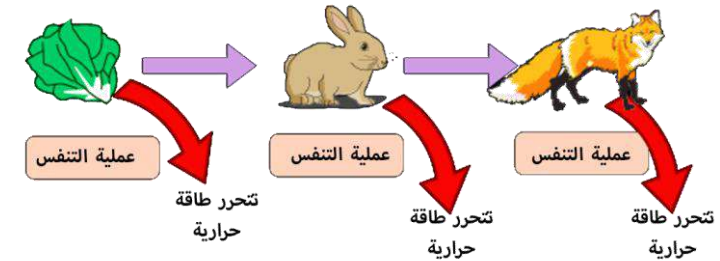 عملية التنفس
عملية التنفس
عملية التنفس
تتحرر طاقة
حرارية
تتحرر طاقة
حرارية
تتحرر طاقة
حرارية